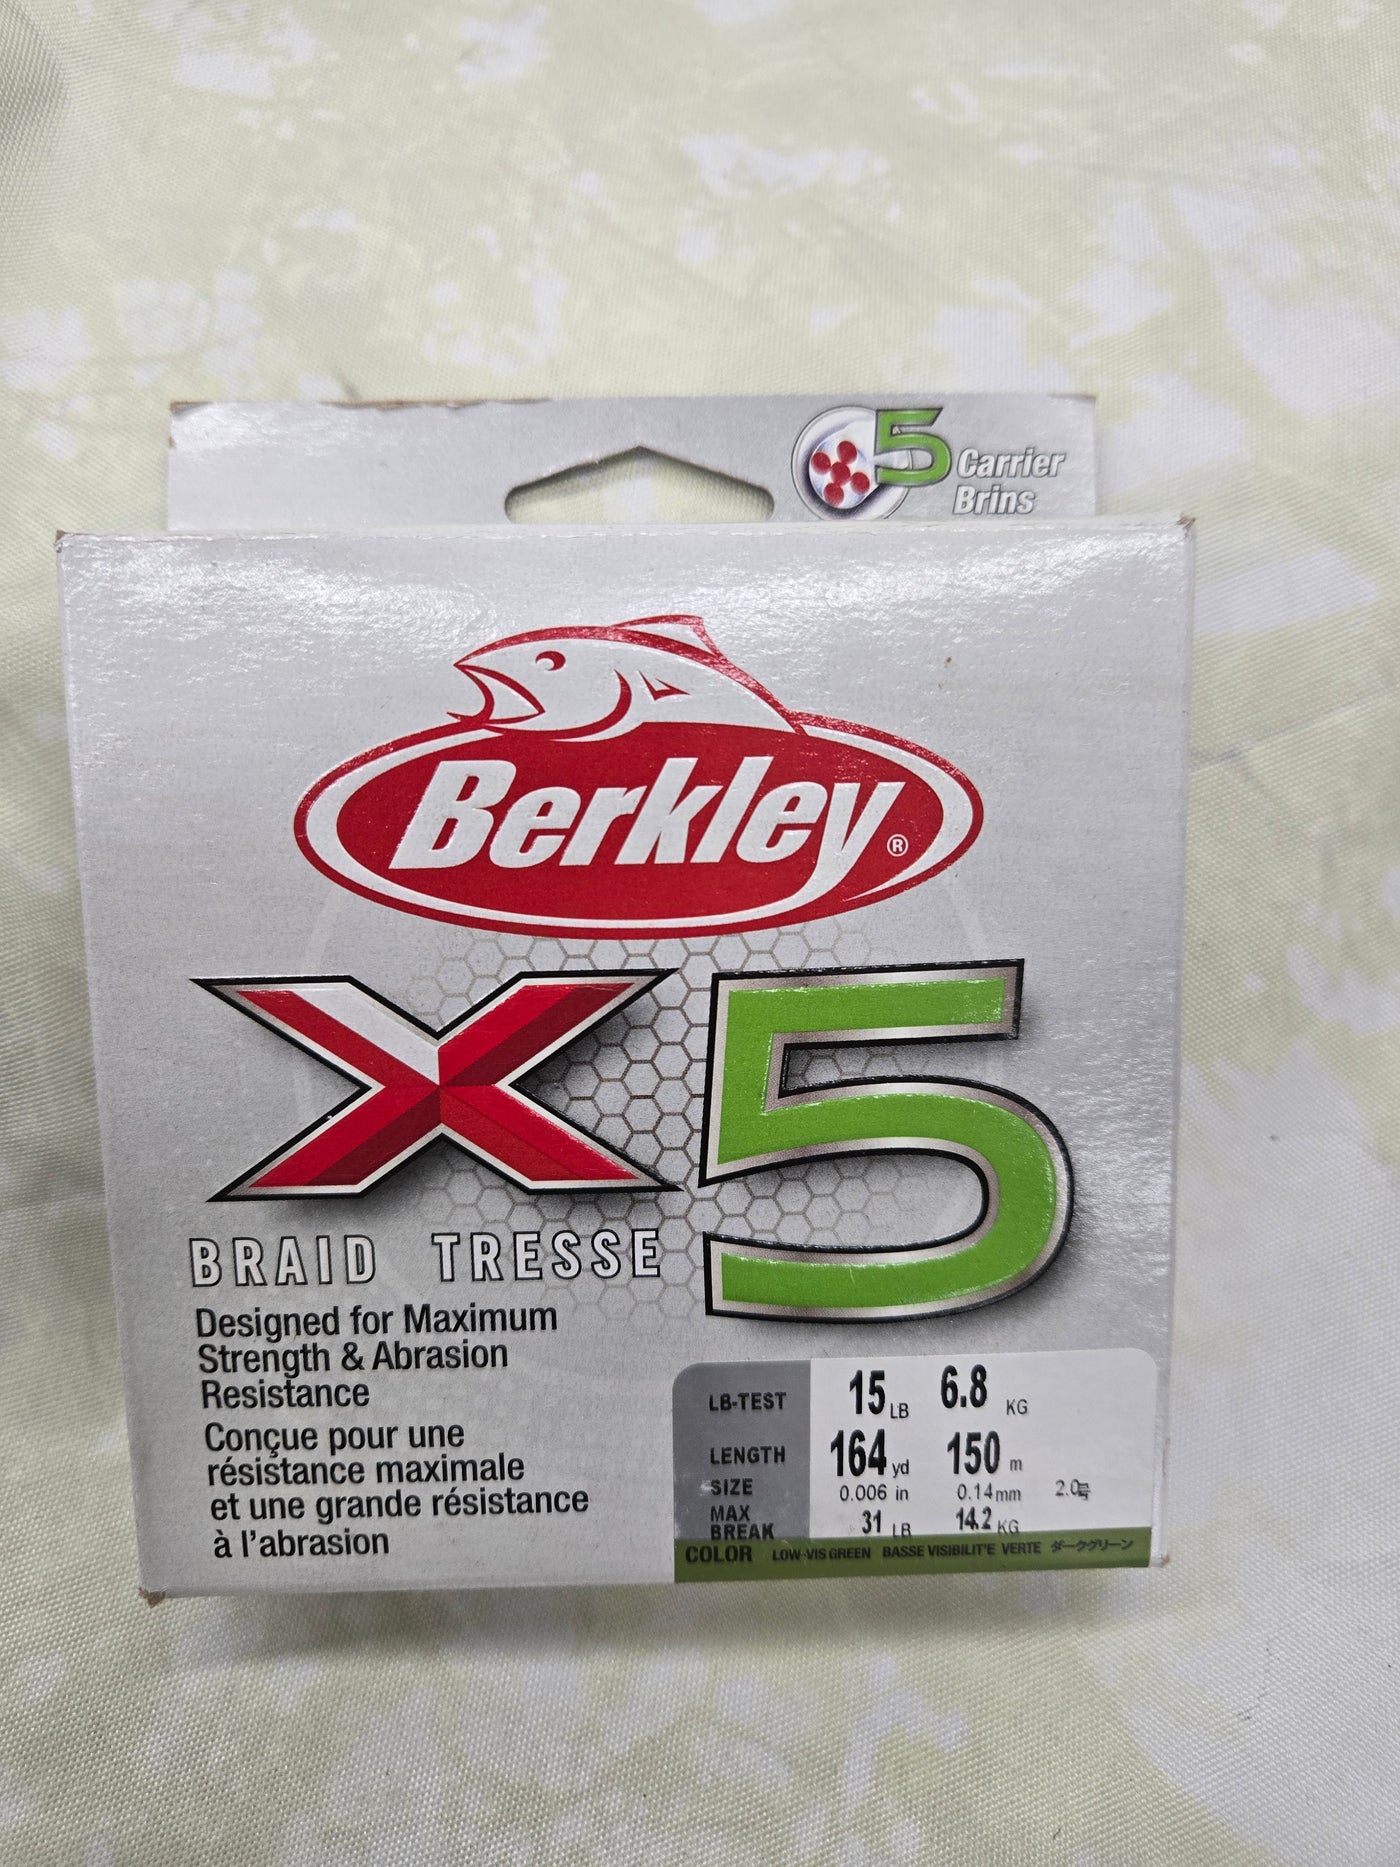 5 Carrier
Brins
Berkley®
X5
BRAID TRESSE
Designed for Maximum
Strength & Abrasion
Resistance
Conçue pour une
résistance maximale
et une grande résistance
à l'abrasion
LB-TEST 15 LB 6.8 KG
LENGTH 164 yd 150 m
SIZE 0.006 in 0.14mm 2.0号
MAX
BREAK 31 LB 14.2 KG
COLOR LOW-VIS GREEN BASSE VISIBILIT'E VERTE ダークグリーン